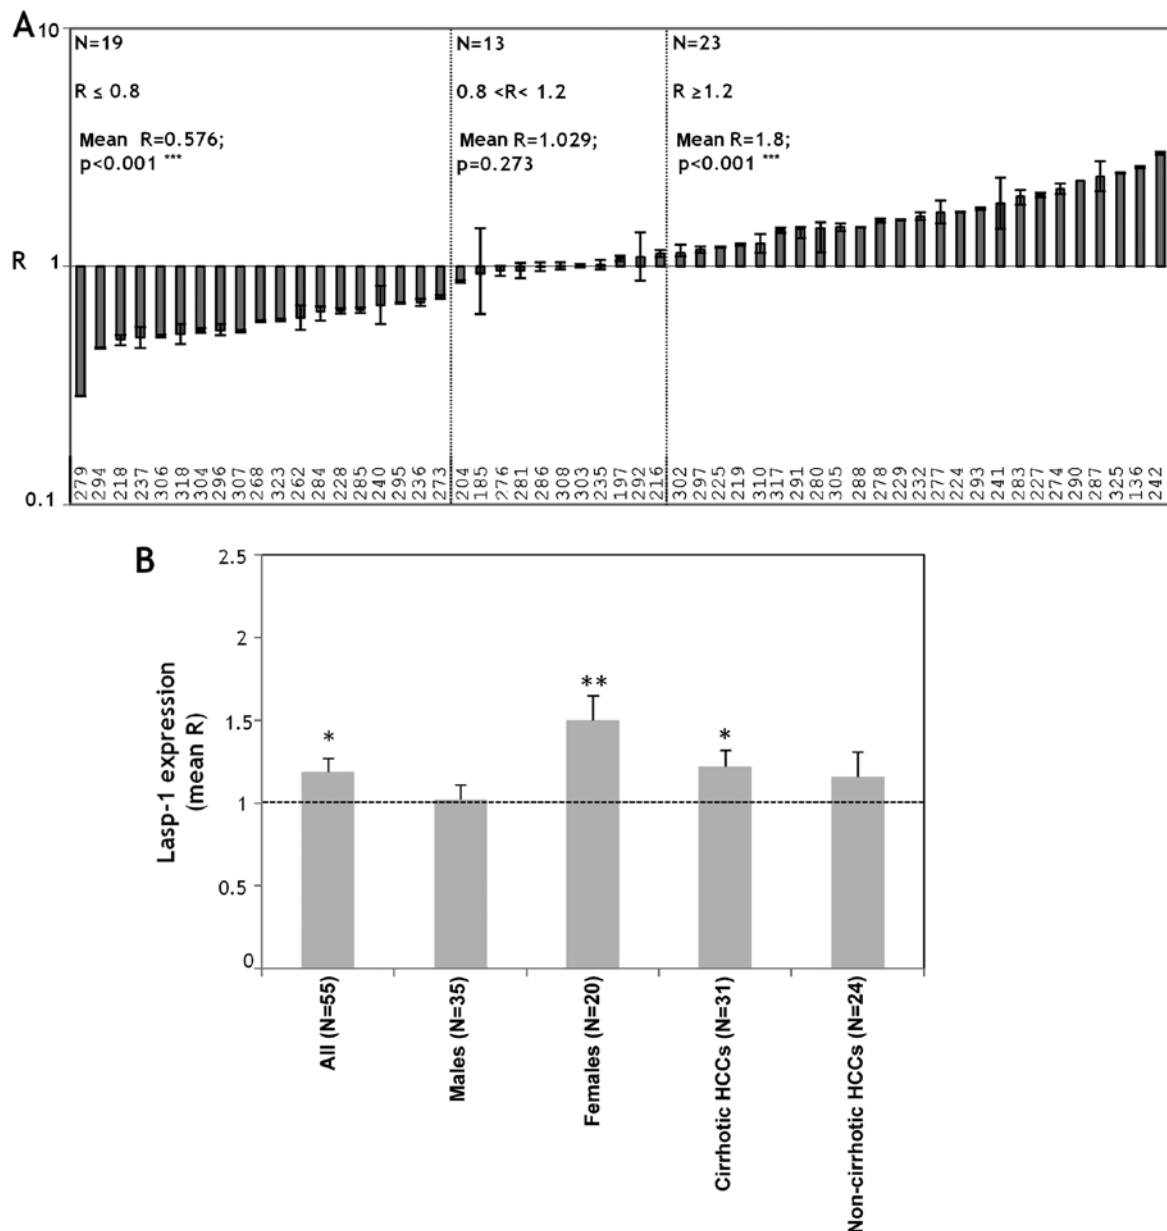 A
10
N=19
N=13
N=23
R ≤ 0.8
0.8 <R< 1.2
R ≥1.2
Mean R=0.576;
p<0.001 ***
Mean R=1.029;
p=0.273
Mean R=1.8;
p<0.001 ***
R
1
0.1
279 294 218 237 306 318 304 296 307 268 323 262 284 228 285 240 295 236 273 204 185 276 281 286 308 303 235 197 292 216 302 297 225 219 310 317 291 280 305 288 278 229 232 277 224 293 241 283 227 274 290 287 325 136 242
B
2.5
2
1.5
1
0.5
0
Lasp-1 expression
(mean R)
*
**
*
All (N=55)
Males (N=35)
Females (N=20)
Cirrhotic HCCs (N=31)
Non-cirrhotic HCCs (N=24)